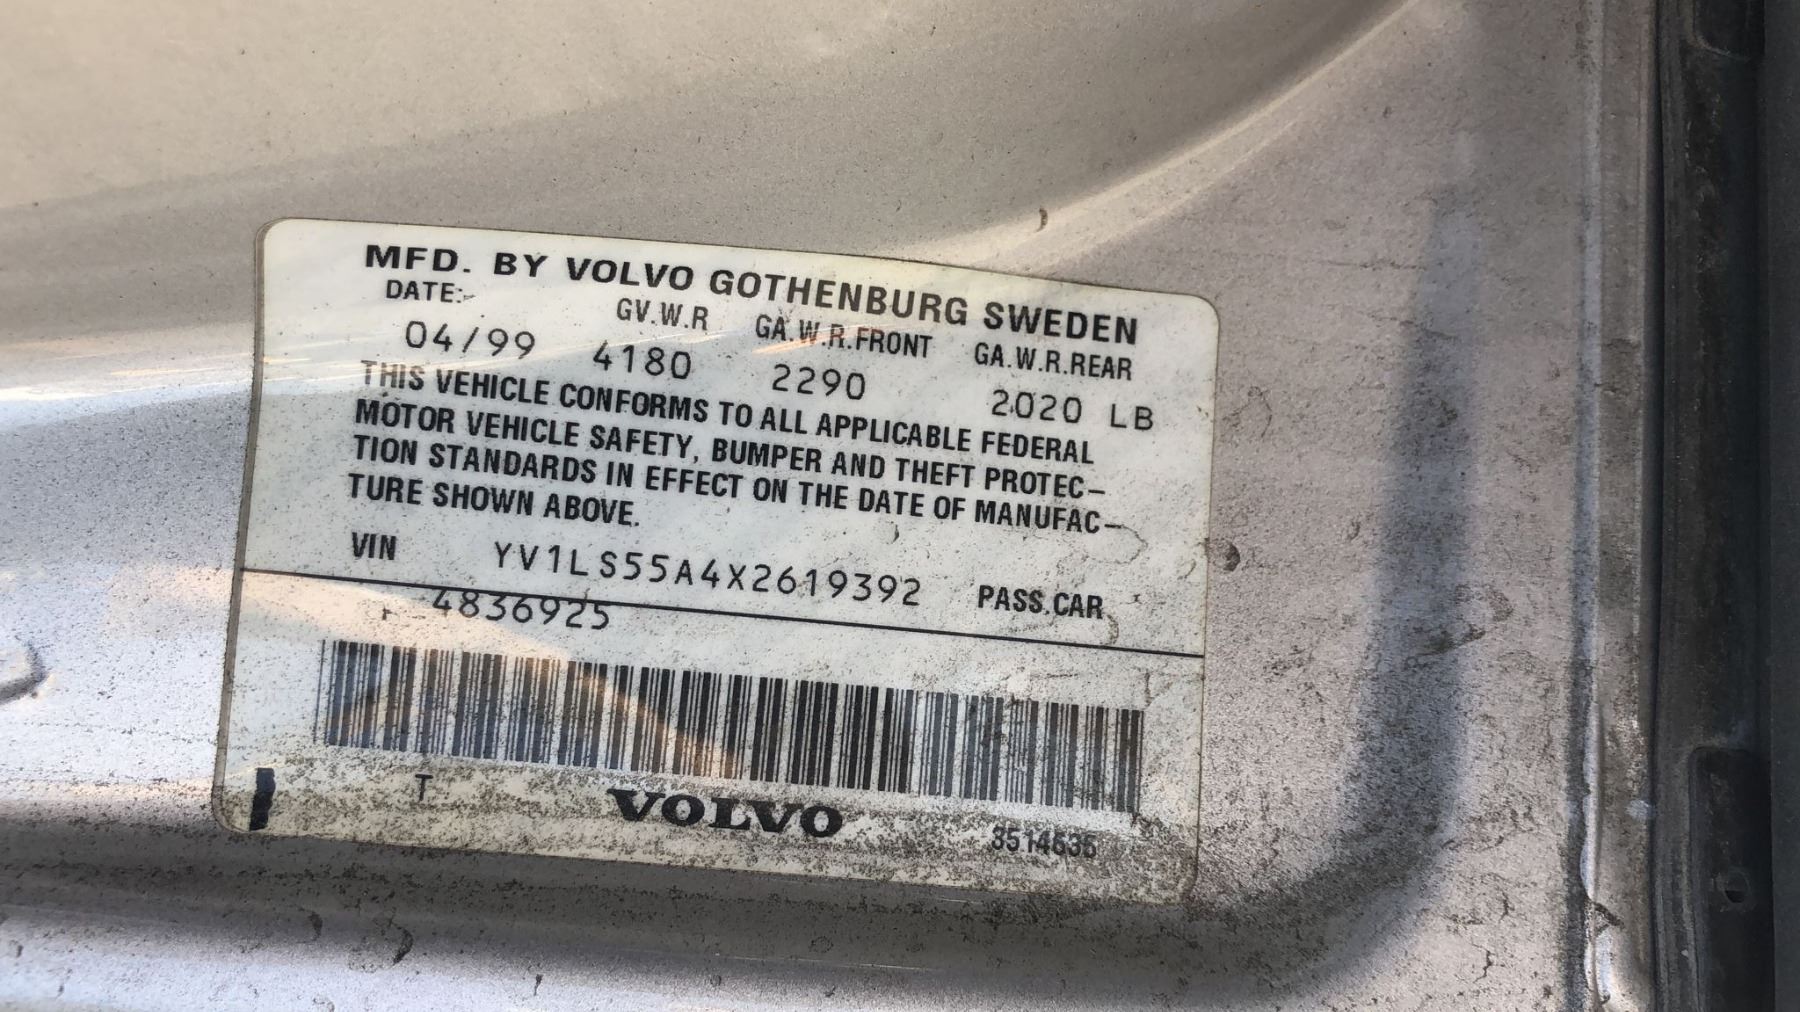 MFD. BY VOLVO GOTHENBURG SWEDEN
DATE: GV.W.R GA.W.R.FRONT GA.W.R.REAR
04/99 4180 2290 2020 LB
THIS VEHICLE CONFORMS TO ALL APPLICABLE FEDERAL
MOTOR VEHICLE SAFETY, BUMPER AND THEFT PROTEC-
TION STANDARDS IN EFFECT ON THE DATE OF MANUFAC-
TURE SHOWN ABOVE.
VIN YV1LS55A4X2619392 PASS.CAR
4836925
T
VOLVO
3514635